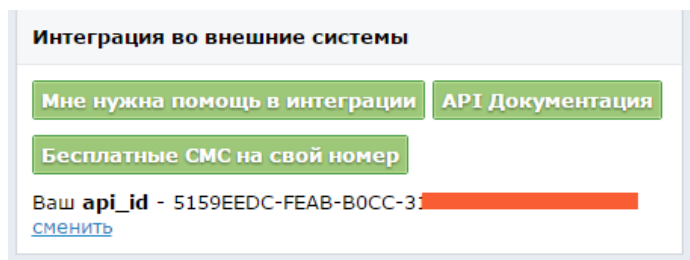 Интеграция во внешние системы
Мне нужна помощь в интеграции API Документация
Бесплатные СМС на свой номер
Ваш api_id - 5159EEDC-FEAB-B0CC-31
сменить